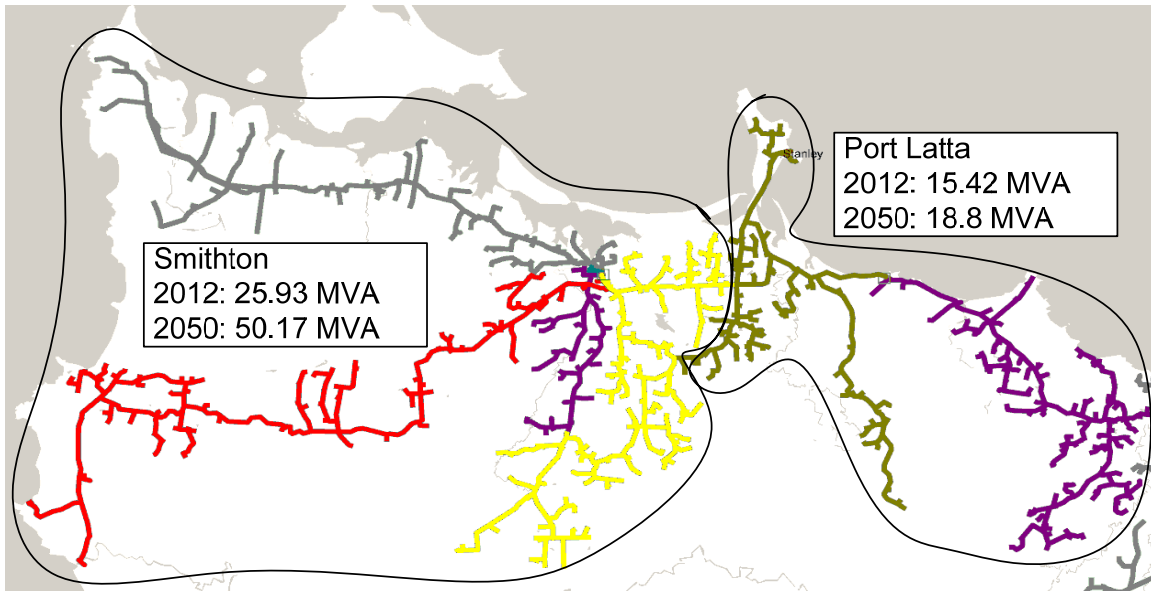 Stanley
Port Latta
2012: 15.42 MVA
2050: 18.8 MVA
Smithton
2012: 25.93 MVA
2050: 50.17 MVA